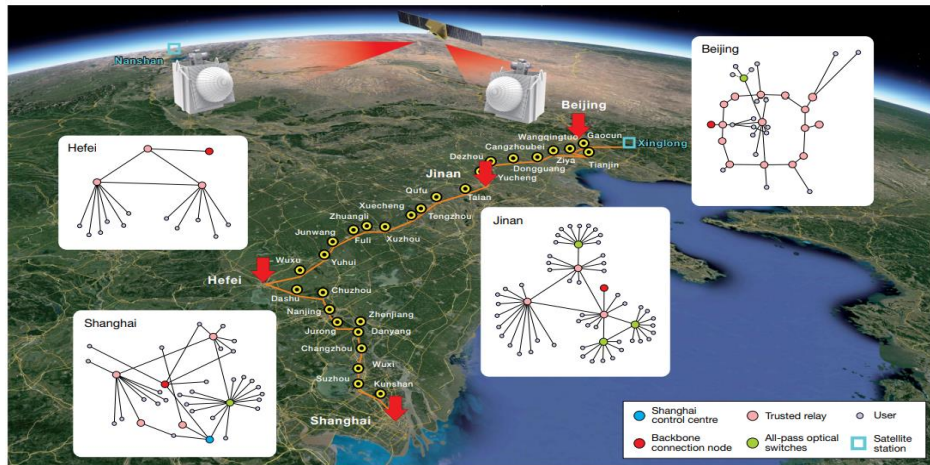 Nanshan
Beijing
Hefei
Beijing
Wangqingtuo
Gaocun
Cangzhoubei
Xinglong
Dezhou
Ziya
Tianjin
Dongguang
Jinan
Yucheng
Qufu
Taian
Xuecheng
Tengzhou
Zhuangli
Jinan
Junwang
Fuli
Xuzhou
Yuhui
Wuxo
Hefei
Chuzhou
Dashu
Nanjing
Zhenjiang
Shanghai
Jurong
Danyang
Changzhou
Wuxi
Suzhou
Kunshan
Shanghai
Shanghai
control centre
Trusted relay
User
Backbone
connection node
All-pass optical
switches
Satellite
station